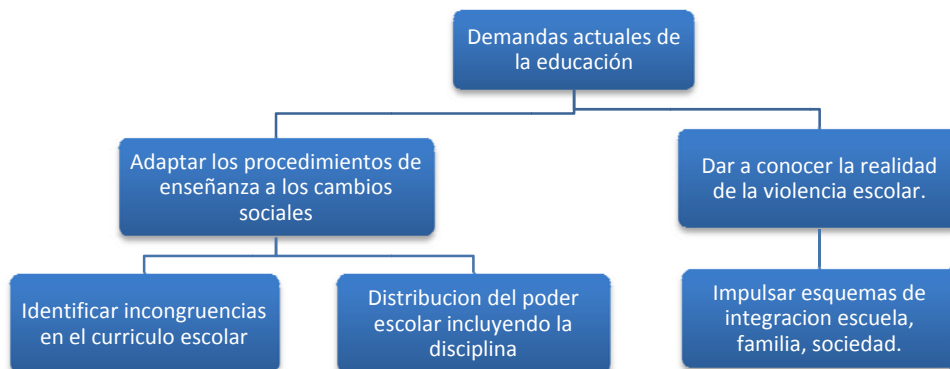 Demandas actuales de
la educación
Adaptar los procedimientos de
enseñanza a los cambios
sociales
Dar a conocer la realidad
de la violencia escolar.
Identificar incongruencias
en el curriculo escolar
Distribucion del poder
escolar incluyendo la
disciplina
Impulsar esquemas de
integracion escuela,
familia, sociedad.